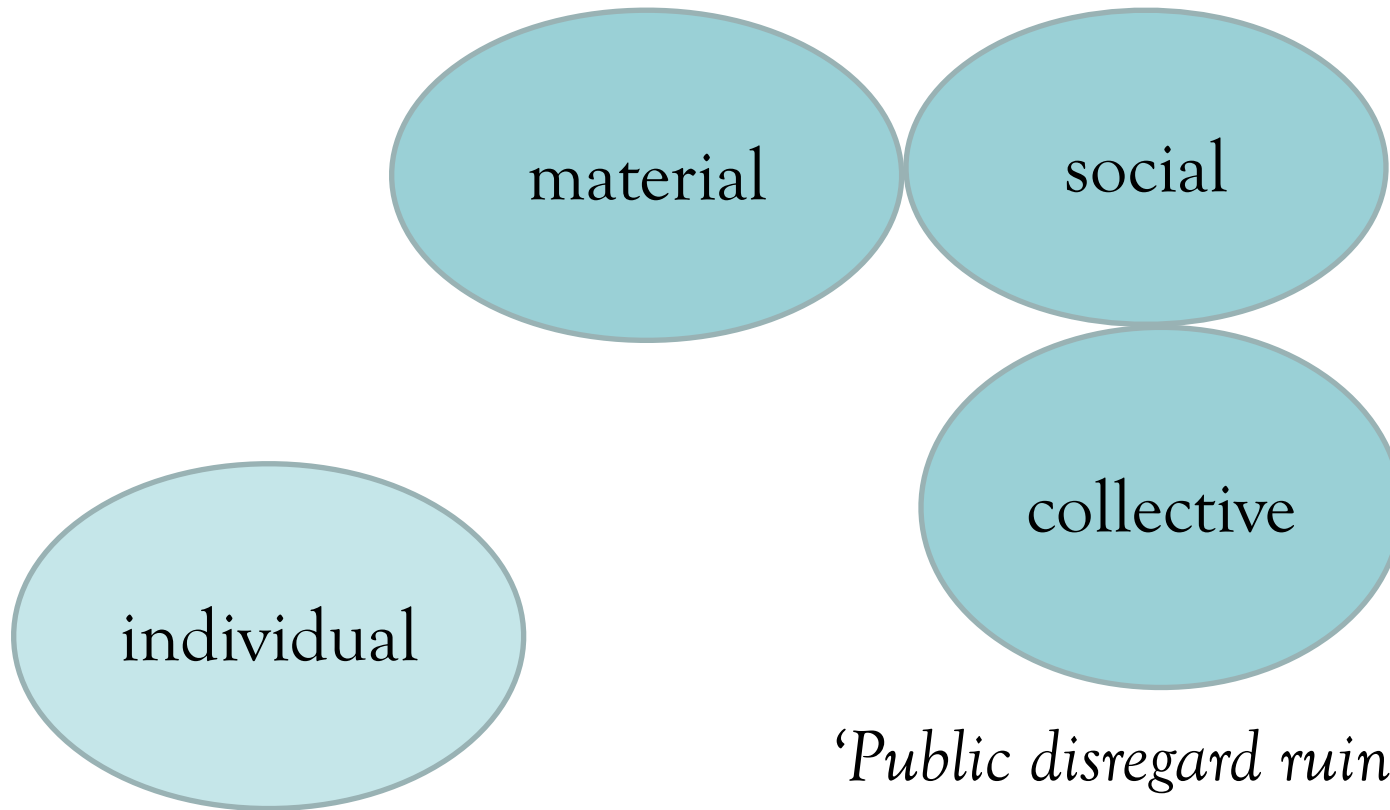 material
social
collective
individual
‘Public disregard ruin